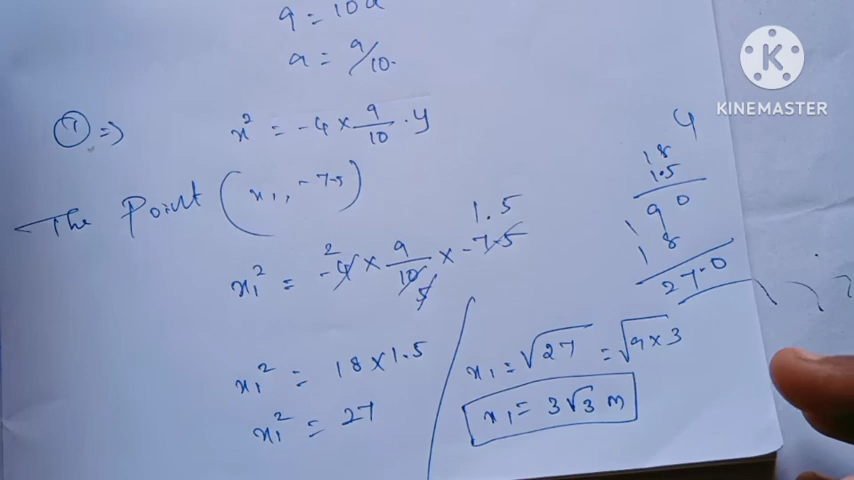 9 = 10a
a = 9/10.
① ⇒ x² = -4 × 9/10 . y
The Point (x₁, -7.5)
x₁² = -4 × 9/10 × -7.5
2 5 1.5
x₁² = 18 × 1.5
x₁² = 27
x₁ = √27 = √9×3
x₁ = 3√3 m
18
1.5
90
18
27.0
K
KINEMASTER